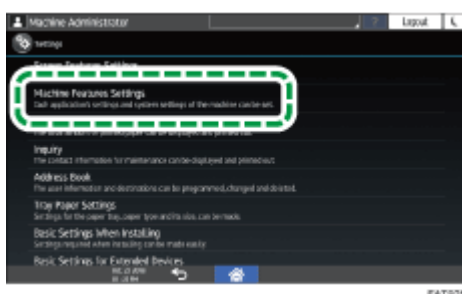 Machine Administrator ? Logout
Settings
Screen Features Settings
Machine Features Settings
Each application's settings and system settings of the machine can be set.
Inquiry
The contact information for maintenance can be displayed and printed out.
Address Book
The user information and destinations can be programmed, changed and deleted.
Tray Paper Settings
Settings for the paper tray, paper type and its size, can be made.
Basic Settings When Installing
Settings required when installing can be made easily.
Basic Settings for Extended Devices